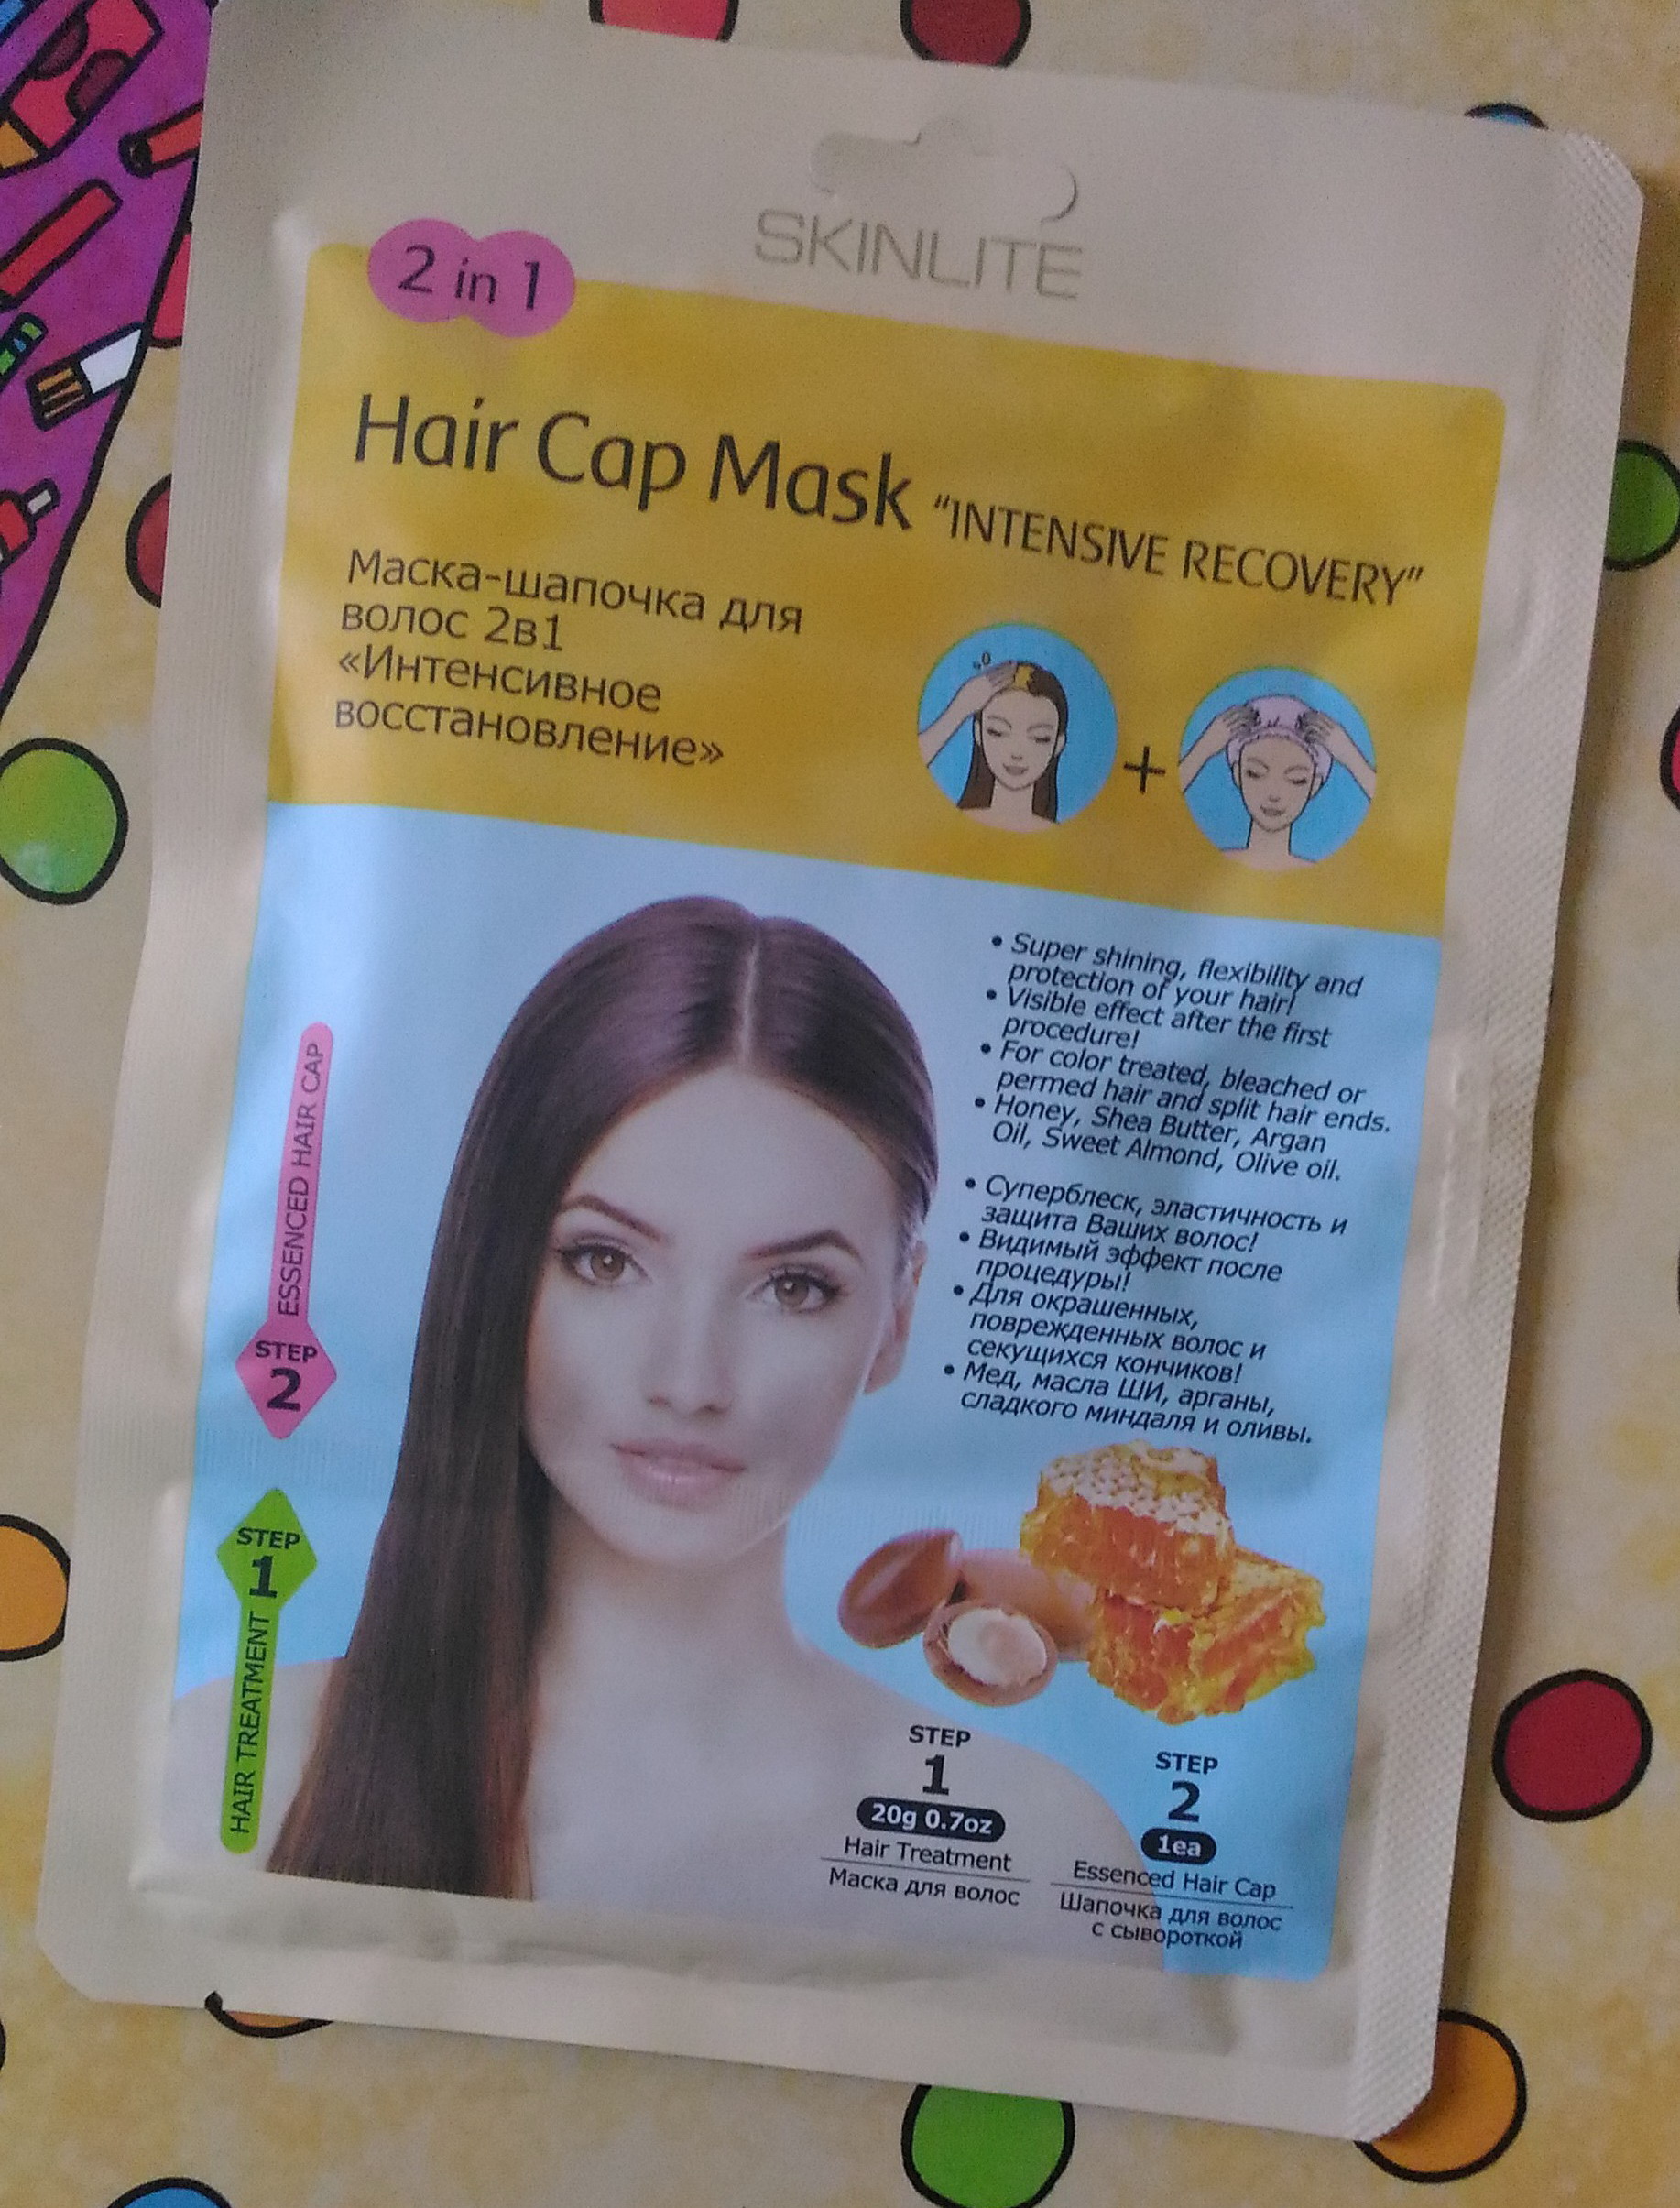 SKINLITE
2 in 1
Hair Cap Mask "INTENSIVE RECOVERY"
Маска-шапочка для
волос 2в1
«Интенсивное
восстановление»
+
• Super shining, flexibility and
protection of your hair!
• Visible effect after the first
procedure!
• For color treated, bleached or
permed hair and split hair ends.
• Honey, Shea Butter, Argan
Oil, Sweet Almond, Olive oil.
• Суперблеск, эластичность и
защита Ваших волос!
• Видимый эффект после
процедуры!
• Для окрашенных,
поврежденных волос и
секущихся кончиков!
• Мед, масла ШИ, арганы,
сладкого миндаля и оливы.
ESSENCED HAIR CAP
STEP
2
STEP
1
HAIR TREATMENT
STEP
1
20g 0.7oz
Hair Treatment
Маска для волос
STEP
2
1ea
Essenced Hair Cap
Шапочка для волос
с сывороткой